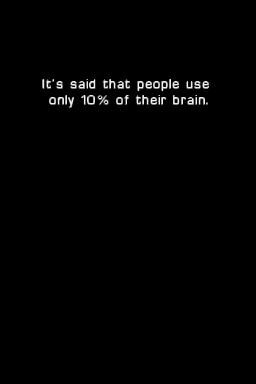 It's said that people use
only 10% of their brain.